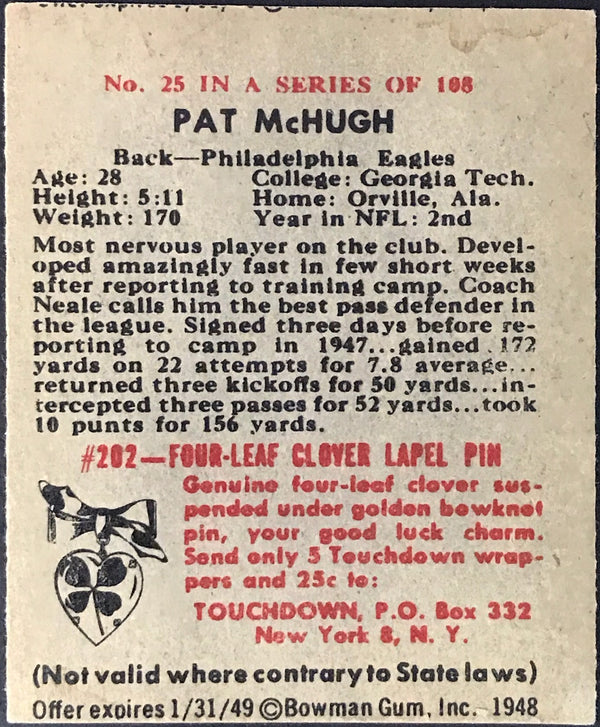 No. 25 IN A SERIES OF 108
PAT McHUGH
Back—Philadelphia Eagles
Age: 28 College: Georgia Tech.
Height: 5:11 Home: Orville, Ala.
Weight: 170 Year in NFL: 2nd
Most nervous player on the club. Devel-
oped amazingly fast in few short weeks
after reporting to training camp. Coach
Neale calls him the best pass defender in
the league. Signed three days before re-
porting to camp in 1947...gained 172
yards on 22 attempts for 7.8 average...
returned three kickoffs for 50 yards...in-
tercepted three passes for 52 yards...took
10 punts for 156 yards.
#202—FOUR-LEAF CLOVER LAPEL PIN
Genuine four-leaf clover sus-
pended under golden bowknot
pin, your good luck charm.
Send only 5 Touchdown wrap-
pers and 25c to:
TOUCHDOWN, P.O. Box 332
New York 8, N. Y.
(Not valid where contrary to State laws)
Offer expires 1/31/49 ©Bowman Gum, Inc. 1948